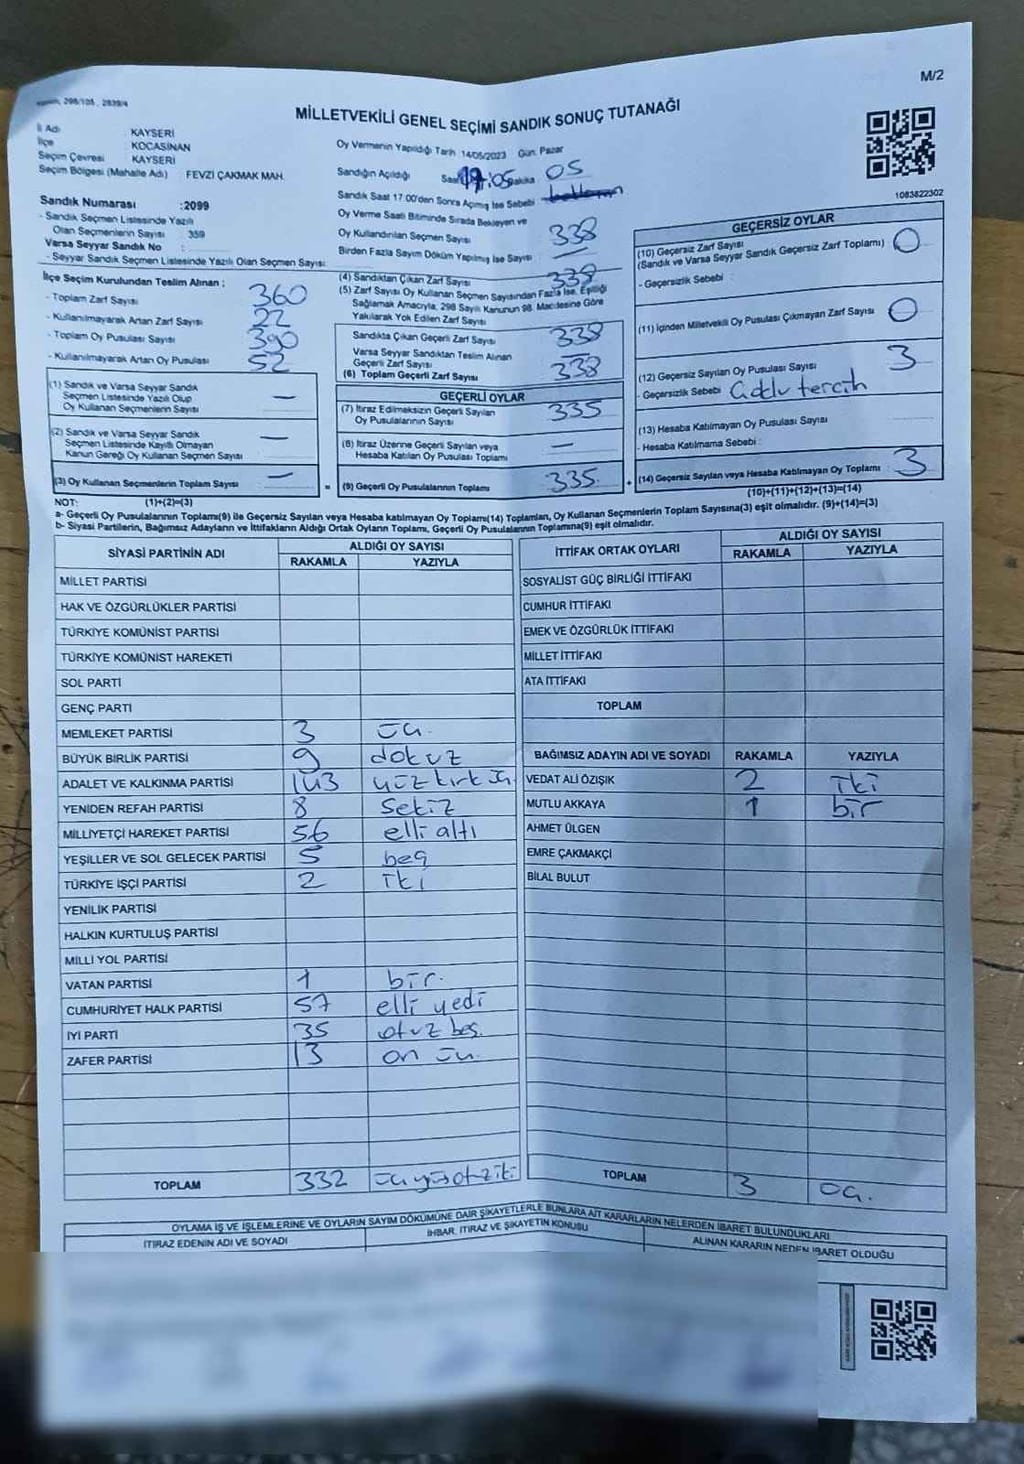 M/2
298/105, 2839/4
MİLLETVEKİLİ GENEL SEÇİMİ SANDIK SONUÇ TUTANAĞI
İl Adı : KAYSERİ
İlçe : KOCASİNAN
Seçim Çevresi : KAYSERİ
Seçim Bölgesi (Mahalle Adı) : FEVZİ ÇAKMAK MAH.
Sandık Numarası :2099
- Sandık Seçmen Listesinde Yazılı
Olan Seçmenlerin Sayısı : 359
Varsa Seyyar Sandık No :
- Seyyar Sandık Seçmen Listesinde Yazılı Olan Seçmen Sayısı:
Oy Vermenin Yapıldığı Tarih :14/05/2023 Gün: Pazar
Sandığın Açıldığı Saat 17:05 Dakika 05
Sandık Saat 17.00'den Sonra Açılmış İse Sebebi
Oy Verme Saati Bitiminde Sırada Bekleyen ve
Oy Kullandırılan Seçmen Sayısı 338
Birden Fazla Sayım Döküm Yapılmış İse Sayısı —
1083822302
İlçe Seçim Kurulundan Teslim Alınan ;
- Toplam Zarf Sayısı 360
- Kullanılmayarak Artan Zarf Sayısı 22
- Toplam Oy Pusulası Sayısı 390
- Kullanılmayarak Artan Oy Pusulası 52
(1) Sandık ve Varsa Seyyar Sandık
Seçmen Listesinde Yazılı Olup
Oy Kullanan Seçmenlerin Sayısı —
(2) Sandık ve Varsa Seyyar Sandık
Seçmen Listesinde Kayıtlı Olmayan
Kanun Gereği Oy Kullanan Seçmen Sayısı —
(3) Oy Kullanan Seçmenlerin Toplam Sayısı —
(1)+(2)=(3)
(4) Sandıktan Çıkan Zarf Sayısı 338
(5) Zarf Sayısı Oy Kullanan Seçmen Sayısından Fazla İse, Eşitliği
Sağlamak Amacıyla, 298 Sayılı Kanunun 98. Maddesine Göre
Yakılarak Yok Edilen Zarf Sayısı
Sandıkta Çıkan Geçerli Zarf Sayısı 338
Varsa Seyyar Sandıktan Teslim Alınan
Geçerli Zarf Sayısı —
(6) Toplam Geçerli Zarf Sayısı 338
GEÇERLİ OYLAR
(7) İtiraz Edilmeksizin Geçerli Sayılan
Oy Pusulalarının Sayısı 335
(8) İtiraz Üzerine Geçerli Sayılan veya
Hesaba Katılan Oy Pusulası Toplamı —
= (9) Geçerli Oy Pusulalarının Toplamı 335
GEÇERSİZ OYLAR
(10) Geçersiz Zarf Sayısı 0
(Sandık ve Varsa Seyyar Sandık Geçersiz Zarf Toplamı)
- Geçersizlik Sebebi :
(11) İçinden Milletvekili Oy Pusulası Çıkmayan Zarf Sayısı 0
(12) Geçersiz Sayılan Oy Pusulası Sayısı 3
- Geçersizlik Sebebi : Çoklu tercih
(13) Hesaba Katılmayan Oy Pusulası Sayısı
- Hesaba Katılmama Sebebi :
+ (14) Geçersiz Sayılan veya Hesaba Katılmayan Oy Toplamı 3
(10)+(11)+(12)+(13)=(14)
NOT:
a- Geçerli Oy Pusulalarının Toplamı(9) ile Geçersiz Sayılan veya Hesaba katılmayan Oy Toplamı(14) Toplamları, Oy Kullanan Seçmenlerin Toplam Sayısına(3) eşit olmalıdır. (9)+(14)=(3)
b- Siyasi Partilerin, Bağımsız Adayların ve İttifakların Aldığı Ortak Oyların Toplamı, Geçerli Oy Pusulalarının Toplamına(9) eşit olmalıdır.
SİYASİ PARTİNİN ADI ALDIĞI OY SAYISI
RAKAMLA YAZIYLA
MİLLET PARTİSİ
HAK VE ÖZGÜRLÜKLER PARTİSİ
TÜRKİYE KOMÜNİST PARTİSİ
TÜRKİYE KOMÜNİST HAREKETİ
SOL PARTİ
GENÇ PARTİ
MEMLEKET PARTİSİ 3 üç.
BÜYÜK BİRLİK PARTİSİ 9 dokuz
ADALET VE KALKINMA PARTİSİ 143 yüz kırk üç
YENİDEN REFAH PARTİSİ 8 sekiz
MİLLİYETÇİ HAREKET PARTİSİ 56 elli altı
YEŞİLLER VE SOL GELECEK PARTİSİ 5 beş
TÜRKİYE İŞÇİ PARTİSİ 2 iki
YENİLİK PARTİSİ
HALKIN KURTULUŞ PARTİSİ
MİLLİ YOL PARTİSİ
VATAN PARTİSİ 1 bir.
CUMHURİYET HALK PARTİSİ 57 elli yedi
İYİ PARTİ 35 otuz beş.
ZAFER PARTİSİ 13 on üç.
TOPLAM 332
İTTİFAK ORTAK OYLARI ALDIĞI OY SAYISI
RAKAMLA YAZIYLA
SOSYALİST GÜÇ BİRLİĞİ İTTİFAKI
CUMHUR İTTİFAKI
EMEK VE ÖZGÜRLÜK İTTİFAKI
MİLLET İTTİFAKI
ATA İTTİFAKI
TOPLAM
BAĞIMSIZ ADAYIN ADI VE SOYADI RAKAMLA YAZIYLA
VEDAT ALİ ÖZIŞIK 2 iki
MUTLU AKKAYA 1 bir
AHMET ÜLGEN
EMRE ÇAKMAKÇİ
BİLAL BULUT
TOPLAM 3 üç.
OYLAMA İŞ VE İŞLEMLERİNE VE OYLARIN SAYIM DÖKÜMÜNE DAİR ŞİKAYETLERLE BUNLARA AİT KARARLARIN NELERDEN İBARET BULUNDUKLARI
İTİRAZ EDENİN ADI VE SOYADI İHBAR, İTİRAZ VE ŞİKAYETİN KONUSU ALINAN KARARIN NEDEN İBARET OLDUĞU